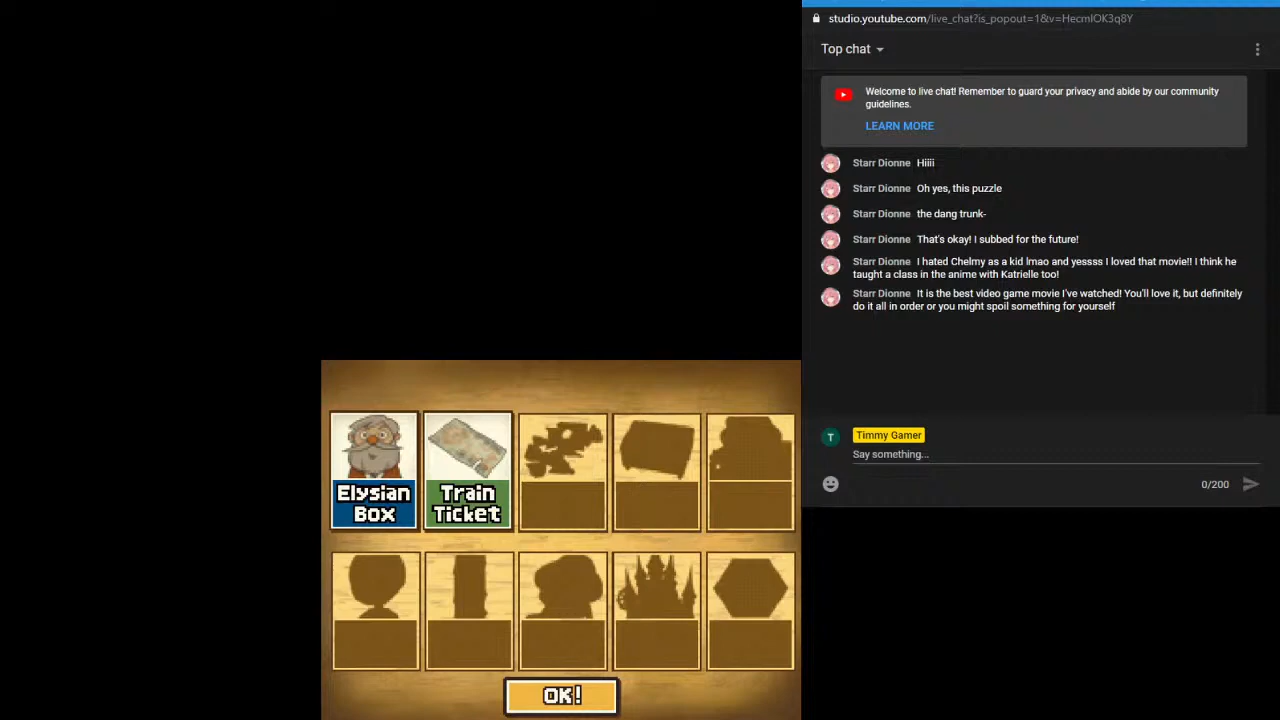 studio.youtube.com/live_chat?is_popout=1&v=HecmlOK3q8Y
Top chat
Welcome to live chat! Remember to guard your privacy and abide by our community
guidelines.
LEARN MORE
Starr Dionne Hiiii
Starr Dionne Oh yes, this puzzle
Starr Dionne the dang trunk-
Starr Dionne That's okay! I subbed for the future!
Starr Dionne I hated Chelmy as a kid lmao and yessss I loved that movie!! I think he
taught a class in the anime with Katrielle too!
Starr Dionne It is the best video game movie I've watched! You'll love it, but definitely
do it all in order or you might spoil something for yourself
T
Timmy Gamer
Say something...
0/200
Elysian
Box
Train
Ticket
OK!